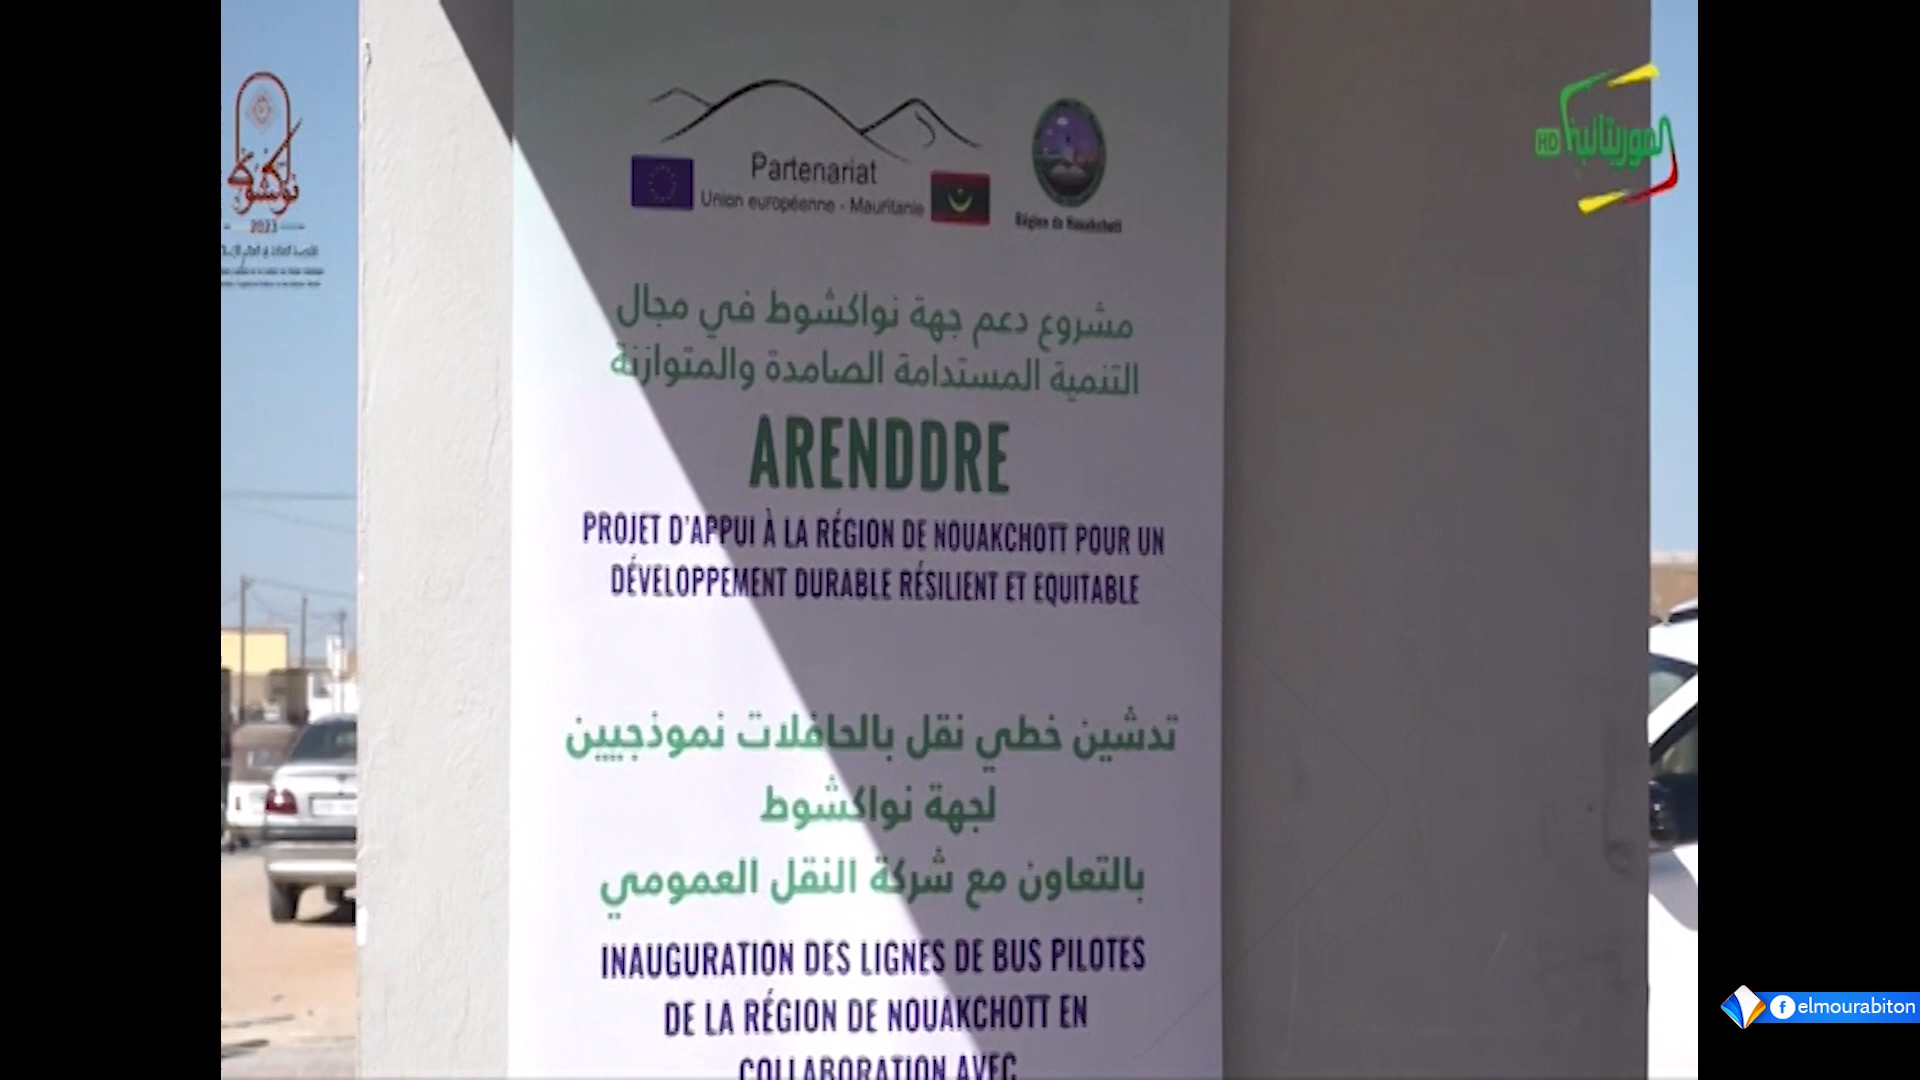 Partenariat
Union européenne - Mauritanie
Région de Nouakchott
نواكشوط
2023
الموريتانية
HD
مشروع دعم جهة نواكشوط في مجال
التنمية المستدامة الصامدة والمتوازنة
ARENDDRE
PROJET D'APPUI À LA RÉGION DE NOUAKCHOTT POUR UN
DÉVELOPPEMENT DURABLE RÉSILIENT ET EQUITABLE
تدشين خطي نقل بالحافلات نموذجيين
لجهة نواكشوط
بالتعاون مع شركة النقل العمومي
INAUGURATION DES LIGNES DE BUS PILOTES
DE LA RÉGION DE NOUAKCHOTT EN
COLLABORATION AVEC
elmourabiton